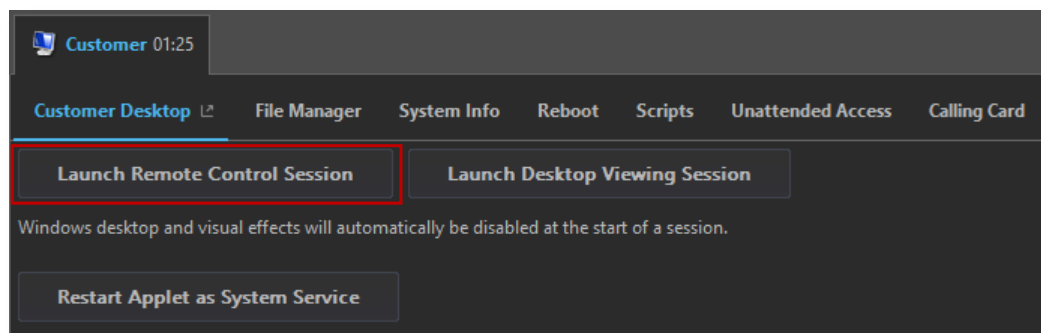 Customer 01:25
Customer Desktop File Manager System Info Reboot Scripts Unattended Access Calling Card
Launch Remote Control Session Launch Desktop Viewing Session
Windows desktop and visual effects will automatically be disabled at the start of a session.
Restart Applet as System Service